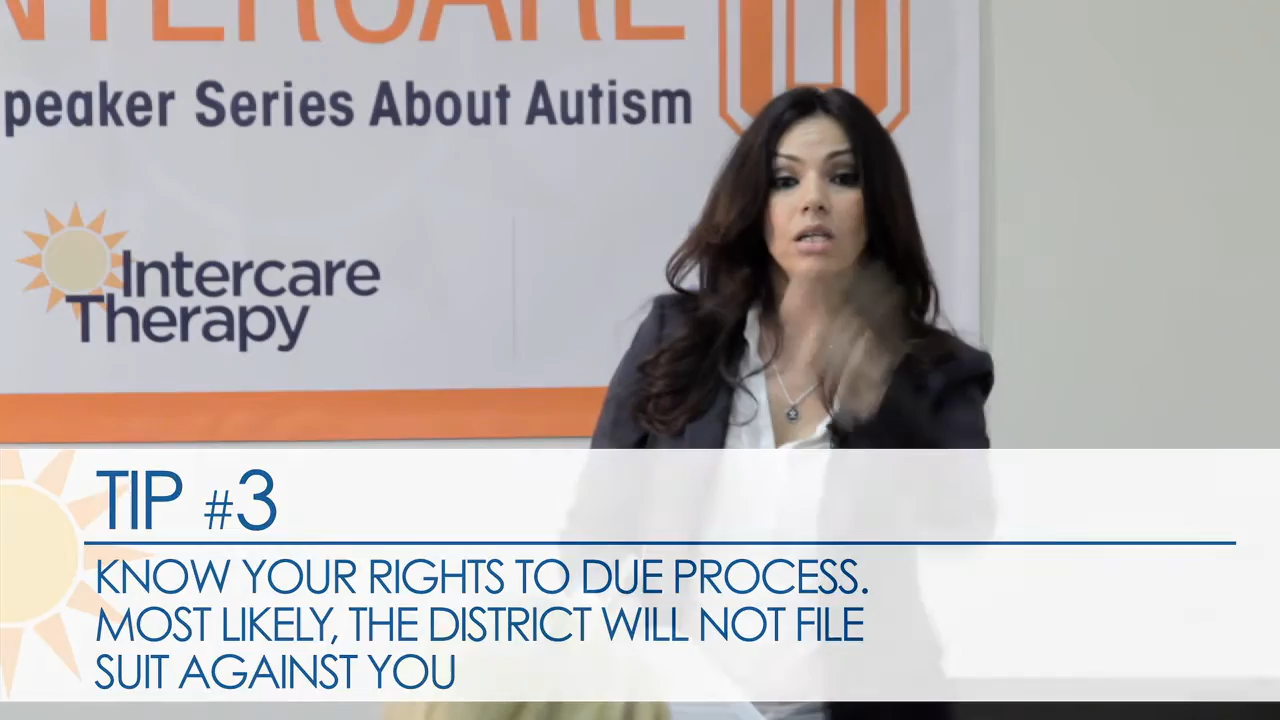 NTERCARE
peaker Series About Autism
Intercare
Therapy
TIP #3
KNOW YOUR RIGHTS TO DUE PROCESS.
MOST LIKELY, THE DISTRICT WILL NOT FILE
SUIT AGAINST YOU